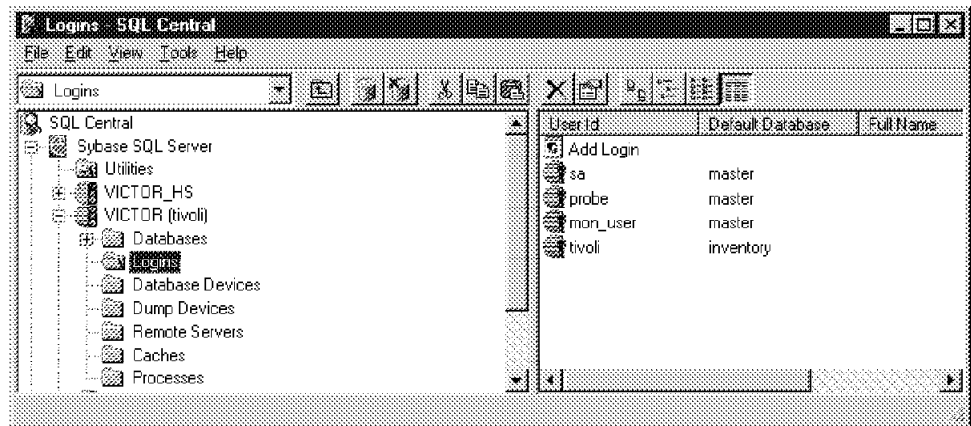 Logins - SQL Central
File Edit View Tools Help
Logins
SQL Central
Sybase SQL Server
Utilities
VICTOR_HS
VICTOR (tivoli)
Databases
Logins
Database Devices
Dump Devices
Remote Servers
Caches
Processes
User Id Default Database Full Name
Add Login
sa master
probe master
mon_user master
tivoli inventory